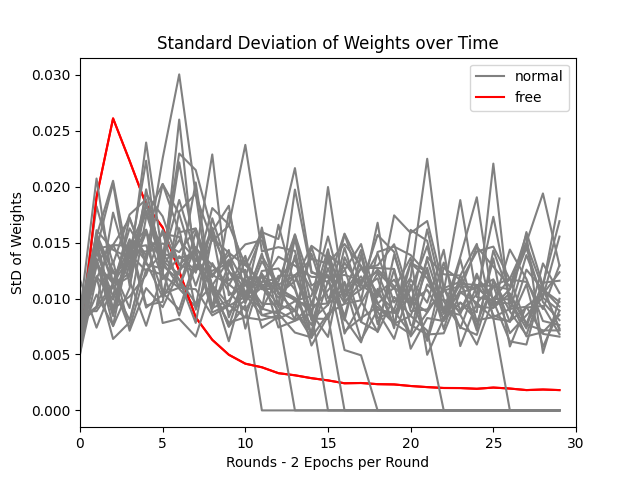 Standard Deviation of Weights over Time
normal
free
StD of Weights
0.030
0.025
0.020
0.015
0.010
0.005
0.000
0 5 10 15 20 25 30
Rounds - 2 Epochs per Round